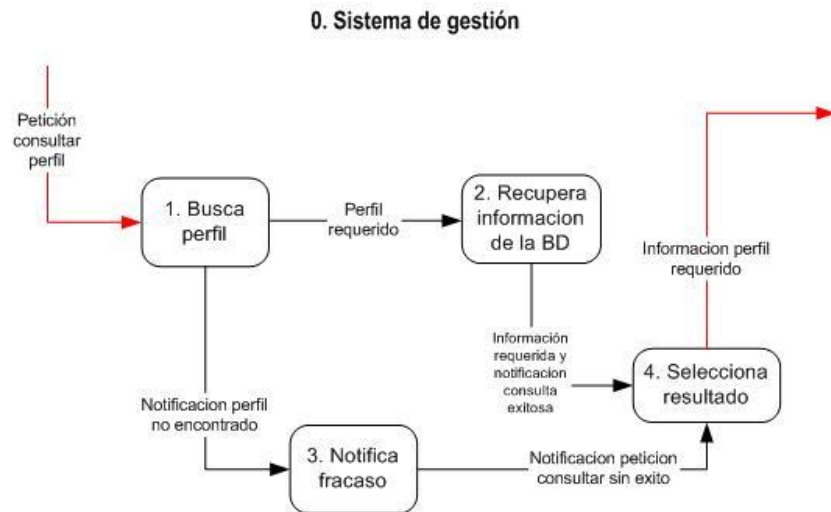 0. Sistema de gestión
Petición
consultar
perfil
1. Busca
perfil
Perfil
requerido
2. Recupera
informacion
de la BD
Informacion perfil
requerido
Información
requerida y
notificacion
consulta
exitosa
4. Selecciona
resultado
Notificacion perfil
no encontrado
3. Notifica
fracaso
Notificacion peticion
consultar sin exito